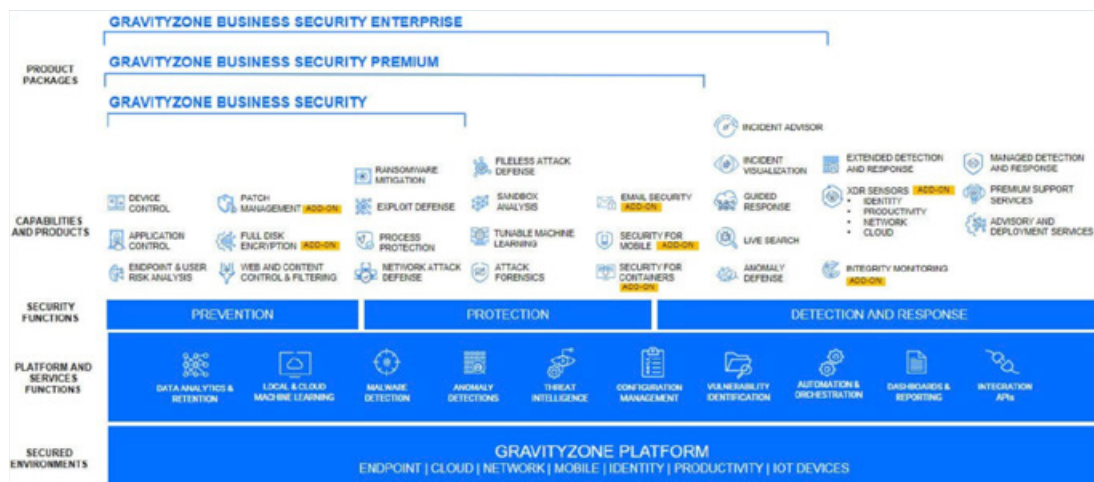 GRAVITYZONE BUSINESS SECURITY ENTERPRISE
PRODUCT
PACKAGES
GRAVITYZONE BUSINESS SECURITY PREMIUM
GRAVITYZONE BUSINESS SECURITY
CAPABILITIES
AND PRODUCTS
DEVICE
CONTROL
APPLICATION
CONTROL
ENDPOINT & USER
RISK ANALYSIS
PATCH
MANAGEMENT ADD-ON
FULL DISK
ENCRYPTION ADD-ON
WEB AND CONTENT
CONTROL & FILTERING
RANSOMWARE
MITIGATION
EXPLOIT DEFENSE
PROCESS
PROTECTION
NETWORK ATTACK
DEFENSE
FILELESS ATTACK
DEFENSE
SANDBOX
ANALYSIS
TUNABLE MACHINE
LEARNING
ATTACK
FORENSICS
EMAIL SECURITY
ADD-ON
SECURITY FOR
MOBILE ADD-ON
SECURITY FOR
CONTAINERS
ADD-ON
INCIDENT ADVISOR
INCIDENT
VISUALIZATION
GUIDED
RESPONSE
LIVE SEARCH
ANOMALY
DEFENSE
EXTENDED DETECTION
AND RESPONSE
XDR SENSORS ADD-ON
• IDENTITY
• PRODUCTIVITY
• NETWORK
• CLOUD
INTEGRITY MONITORING
ADD-ON
MANAGED DETECTION
AND RESPONSE
PREMIUM SUPPORT
SERVICES
ADVISORY AND
DEPLOYMENT SERVICES
SECURITY
FUNCTIONS
PREVENTION
PROTECTION
DETECTION AND RESPONSE
PLATFORM AND
SERVICES
FUNCTIONS
DATA ANALYTICS &
RETENTION
LOCAL & CLOUD
MACHINE LEARNING
MALWARE
DETECTION
ANOMALY
DETECTIONS
THREAT
INTELLIGENCE
CONFIGURATION
MANAGEMENT
VULNERABILITY
IDENTIFICATION
AUTOMATION &
ORCHESTRATION
DASHBOARDS &
REPORTING
INTEGRATION
APIs
SECURED
ENVIRONMENTS
GRAVITYZONE PLATFORM
ENDPOINT | CLOUD | NETWORK | MOBILE | IDENTITY | PRODUCTIVITY | IOT DEVICES